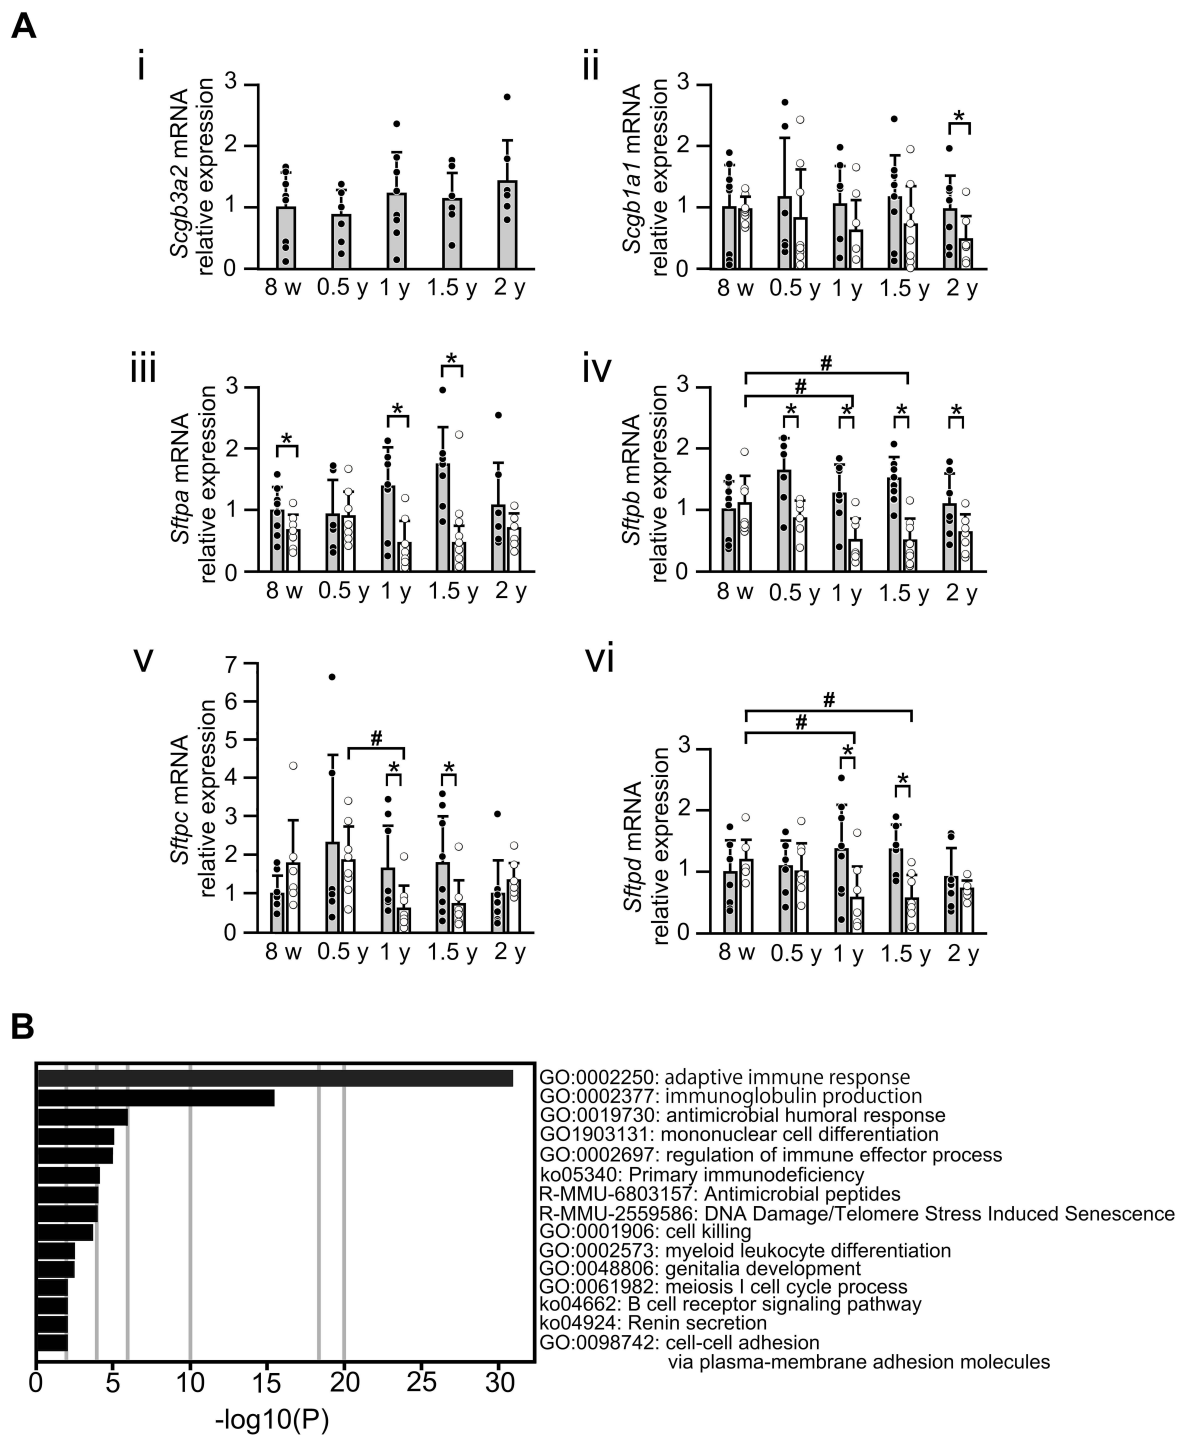 A
i
Scgb3a2 mRNA
relative expression
3
2
1
0
8 w 0.5 y 1 y 1.5 y 2 y
ii
Scgb1a1 mRNA
relative expression
3
2
1
0
*
8 w 0.5 y 1 y 1.5 y 2 y
iii
Sftpa mRNA
relative expression
3
2
1
0
* * *
8 w 0.5 y 1 y 1.5 y 2 y
iv
Sftpb mRNA
relative expression
3
2
1
0
#
#
* * * *
8 w 0.5 y 1 y 1.5 y 2 y
v
Sftpc mRNA
relative expression
7
6
5
4
3
2
1
0
#
* *
8 w 0.5 y 1 y 1.5 y 2 y
vi
Sftpd mRNA
relative expression
3
2
1
0
#
#
* *
8 w 0.5 y 1 y 1.5 y 2 y
B
GO:0002250: adaptive immune response
GO:0002377: immunoglobulin production
GO:0019730: antimicrobial humoral response
GO1903131: mononuclear cell differentiation
GO:0002697: regulation of immune effector process
ko05340: Primary immunodeficiency
R-MMU-6803157: Antimicrobial peptides
R-MMU-2559586: DNA Damage/Telomere Stress Induced Senescence
GO:0001906: cell killing
GO:0002573: myeloid leukocyte differentiation
GO:0048806: genitalia development
GO:0061982: meiosis I cell cycle process
ko04662: B cell receptor signaling pathway
ko04924: Renin secretion
GO:0098742: cell-cell adhesion
via plasma-membrane adhesion molecules
0 5 10 15 20 25 30
-log10(P)